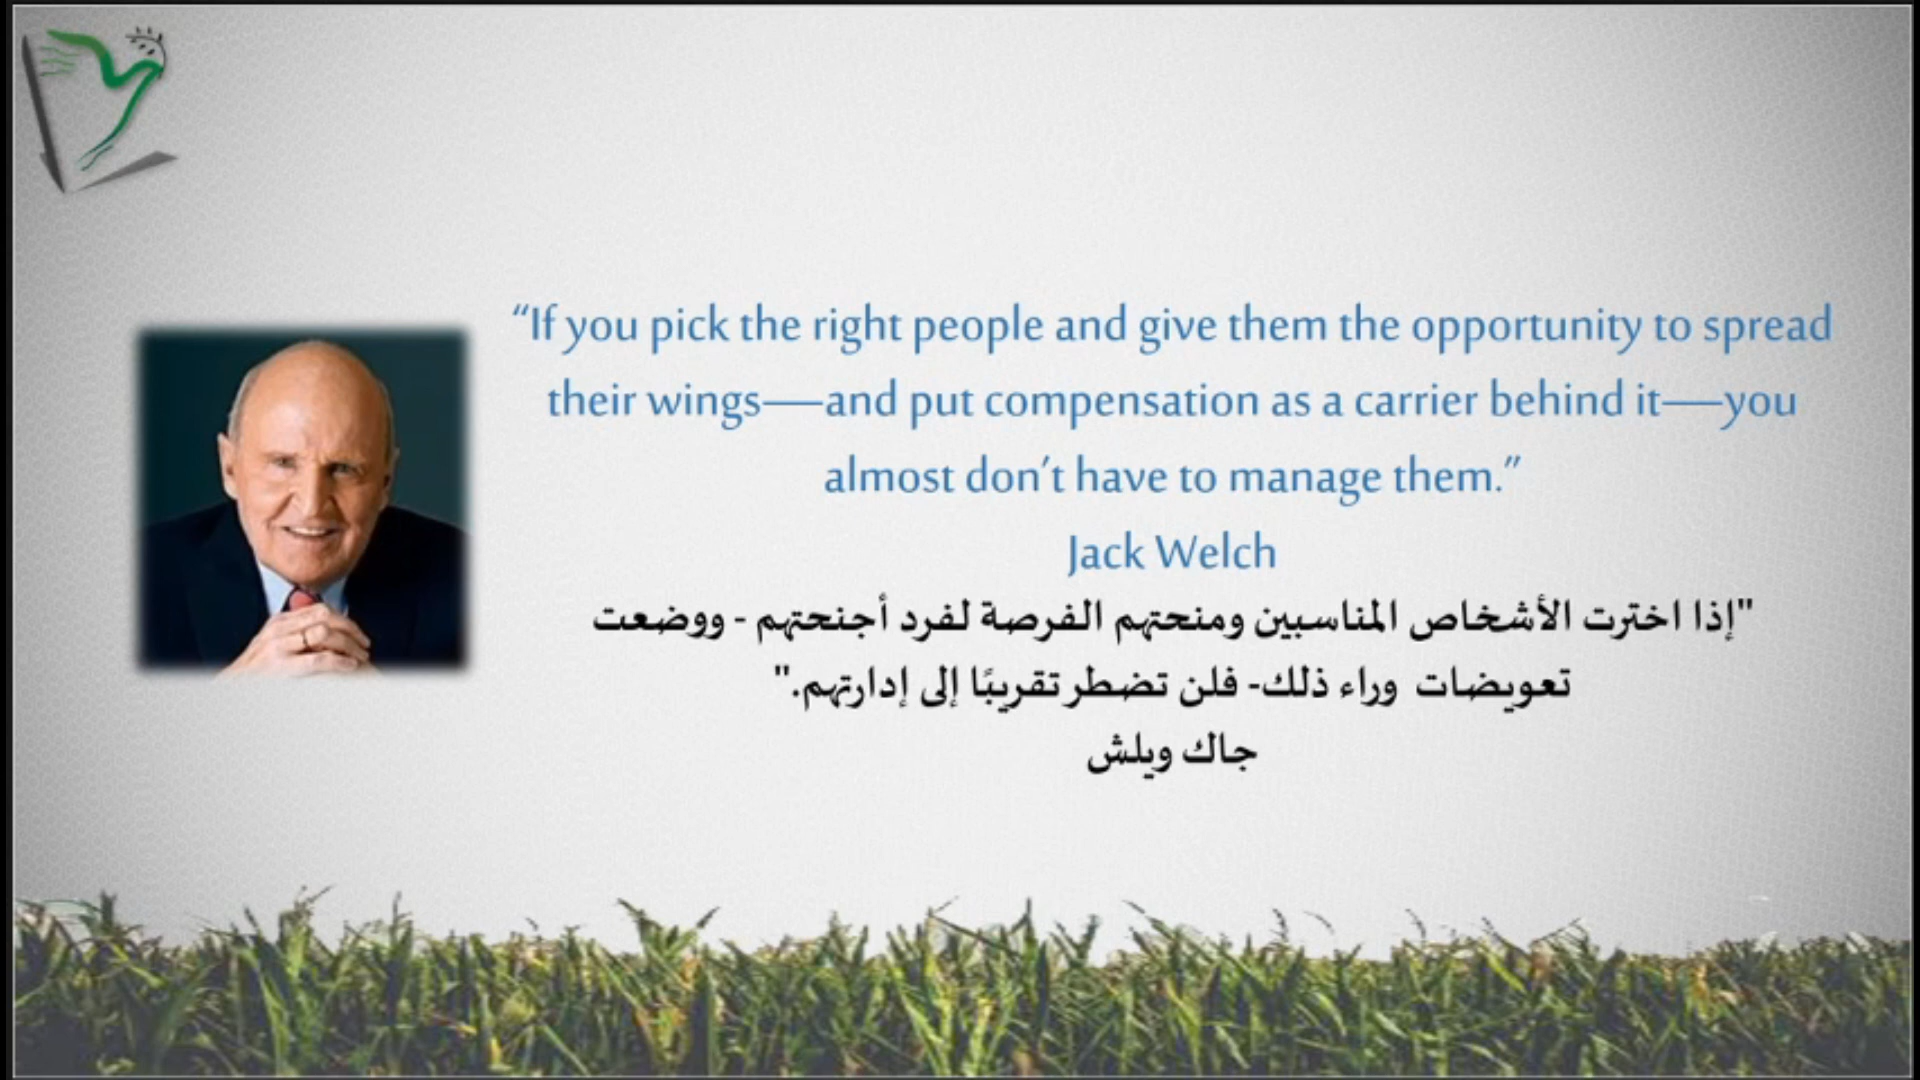 “If you pick the right people and give them the opportunity to spread
their wings—and put compensation as a carrier behind it—you
almost don’t have to manage them.”
Jack Welch
"إذا اخترت الأشخاص المناسبين ومنحتهم الفرصة لفرد أجنحتهم - ووضعت
تعويضات وراء ذلك- فلن تضطر تقريبًا إلى إدارتهم."
جاك ويلش